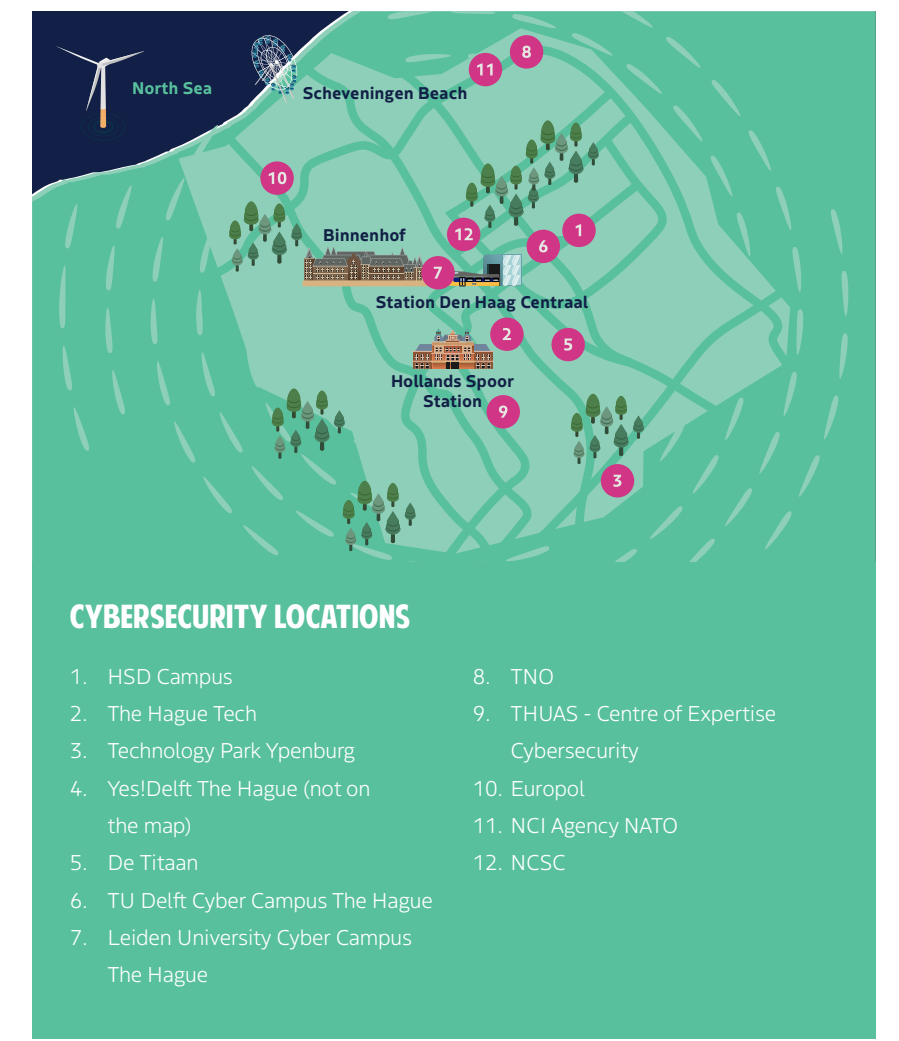 North Sea
Scheveningen Beach
8
11
10
Binnenhof
12
1
6
7
Station Den Haag Centraal
2
5
Hollands Spoor
Station
9
3
CYBERSECURITY LOCATIONS
1. HSD Campus
2. The Hague Tech
3. Technology Park Ypenburg
4. Yes!Delft The Hague (not on
the map)
5. De Titaan
6. TU Delft Cyber Campus The Hague
7. Leiden University Cyber Campus
The Hague
8. TNO
9. THUAS - Centre of Expertise
Cybersecurity
10. Europol
11. NCI Agency NATO
12. NCSC